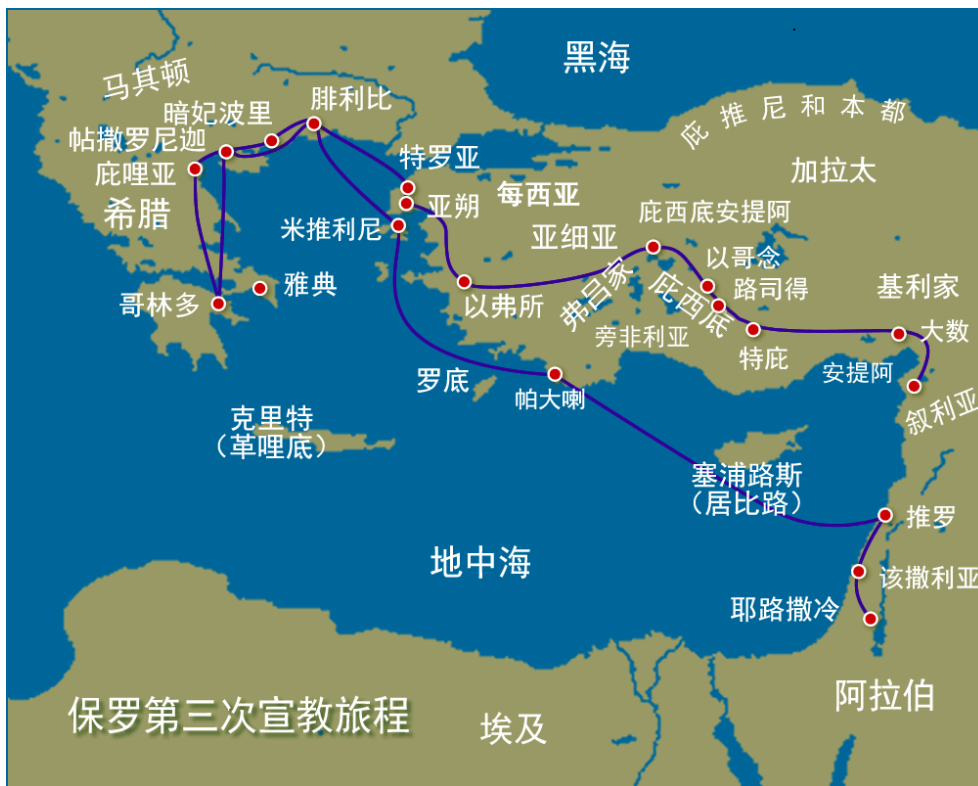 黑海
马其顿
腓利比
暗妃波里
庇推尼和本都
帖撒罗尼迦
特罗亚
加拉太
庇哩亚
每西亚
希腊
亚朔
庇西底安提阿
米推利尼
亚细亚
以哥念
雅典
路司得
基利家
哥林多
以弗所
弗吕家
庇西底
大数
旁非利亚
特庇
安提阿
罗底
帕大喇
叙利亚
克里特
（革哩底）
塞浦路斯
（居比路）
推罗
地中海
该撒利亚
耶路撒冷
阿拉伯
保罗第三次宣教旅程
埃及